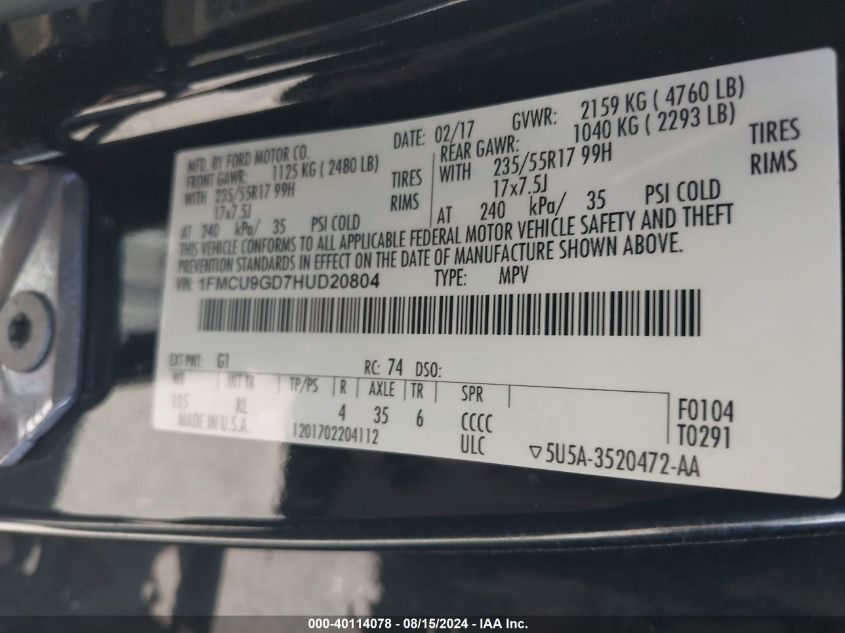 MFD. BY FORD MOTOR CO.
DATE: 02/17 GVWR: 2159 KG ( 4760 LB)
FRONT GAWR: 1125 KG ( 2480 LB)
REAR GAWR: 1040 KG ( 2293 LB)
WITH 235/55R17 99H TIRES
WITH 235/55R17 99H TIRES
17x7.5J RIMS
17x7.5J RIMS
AT 240 kPa/ 35 PSI COLD
AT 240 kPa/ 35 PSI COLD
THIS VEHICLE CONFORMS TO ALL APPLICABLE FEDERAL MOTOR VEHICLE SAFETY AND THEFT
PREVENTION STANDARDS IN EFFECT ON THE DATE OF MANUFACTURE SHOWN ABOVE.
VIN: 1FMCU9GD7HUD20804 TYPE: MPV
EXT PNT: G1 RC: 74 DSO:
WB INT TR TP/PS R AXLE TR SPR
105 KL 4 35 6 CCCC F0104
MADE IN U.S.A. 1201702204112 ULC T0291
▽5U5A-3520472-AA
000-40114078 - 08/15/2024 - IAA Inc.